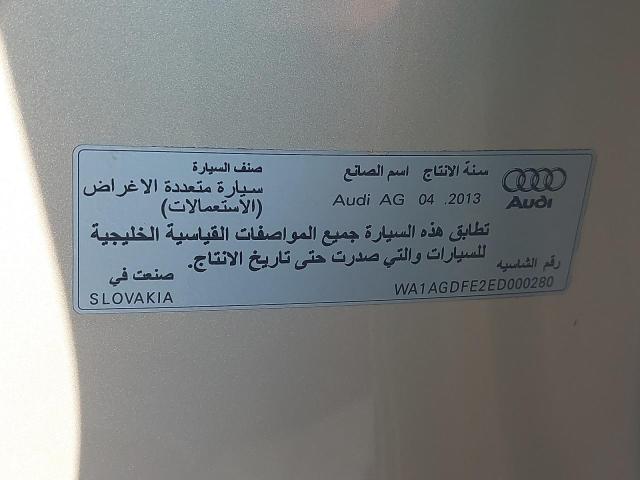 سنة الانتاج اسم الصانع صنف السيارة
Audi AG 04 .2013 سيارة متعددة الاغراض
Audi (الأستعمالات)
تطابق هذه السيارة جميع المواصفات القياسية الخليجية
للسيارات والتي صدرت حتى تاريخ الانتاج.
رقم الشاسيه صنعت في
WA1AGDFE2ED000280 SLOVAKIA